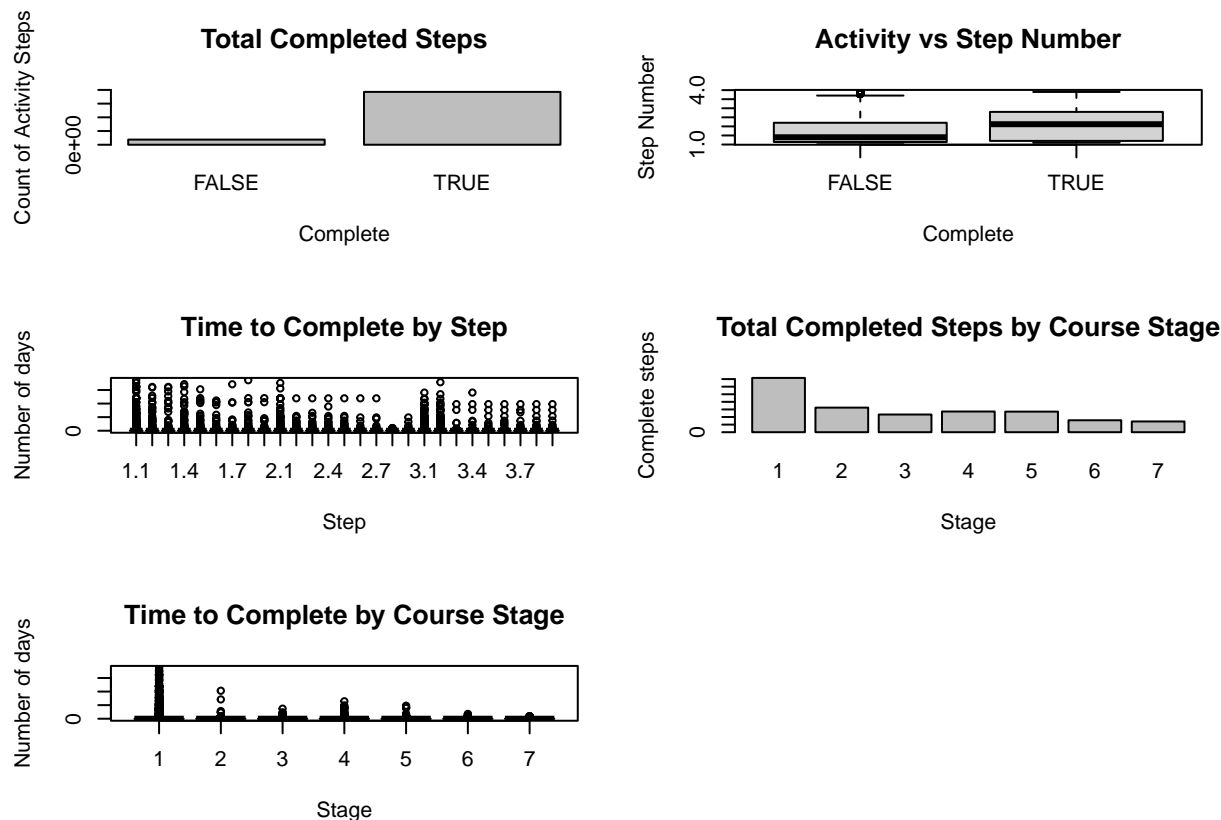 Total Completed Steps
Count of Activity Steps
0e+00
FALSE TRUE
Complete
Activity vs Step Number
Step Number
4.0
1.0
FALSE TRUE
Complete
Time to Complete by Step
Number of days
0
1.1 1.4 1.7 2.1 2.4 2.7 3.1 3.4 3.7
Step
Total Completed Steps by Course Stage
Complete steps
0
1 2 3 4 5 6 7
Stage
Time to Complete by Course Stage
Number of days
0
1 2 3 4 5 6 7
Stage